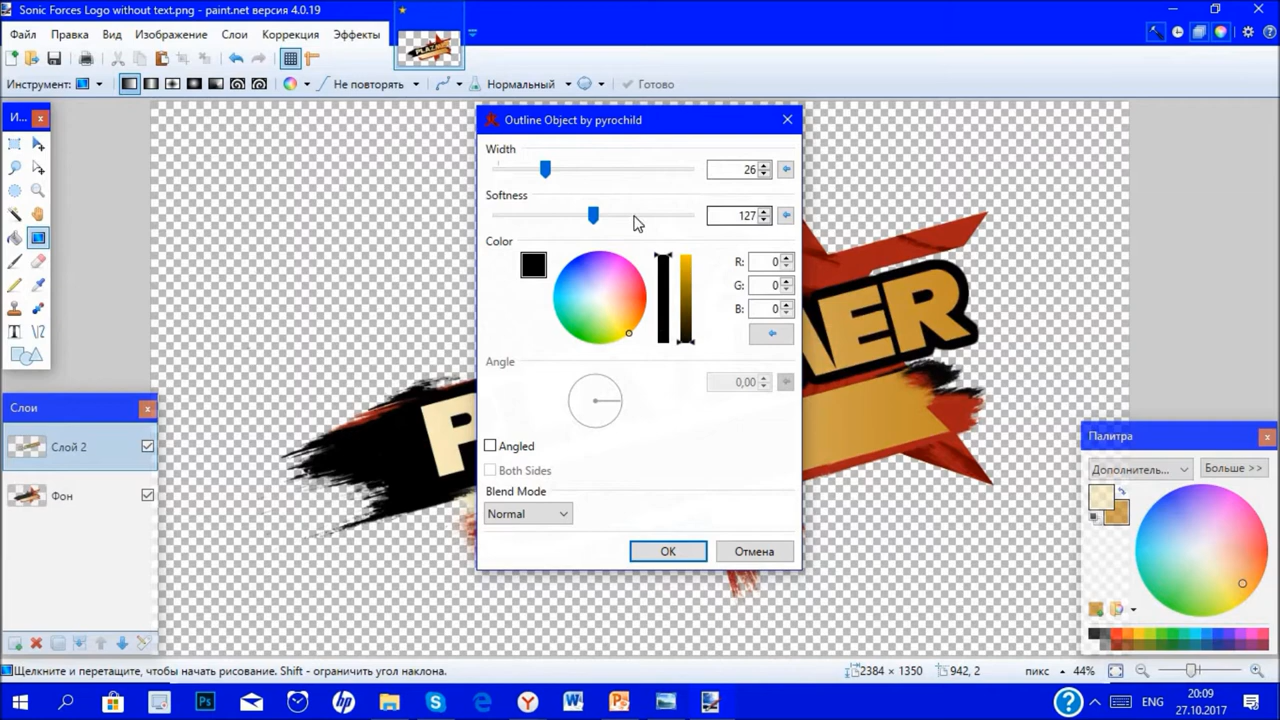 Sonic Forces Logo without text.png - paint.net версия 4.0.19
Файл Правка Вид Изображение Слои Коррекция Эффекты
Инструмент: Не повторять Нормальный Готово
И...
Outline Object by pyrochild
Width
26
Softness
127
Color
R: 0
G: 0
B: 0
Angle
0,00
Angled
Both Sides
Blend Mode
Normal
OK Отмена
Слои
Слой 2
Фон
Палитра
Дополнитель... Больше >>
Щелкните и перетащите, чтобы начать рисование. Shift - ограничить угол наклона.
2384 × 1350 942, 2 пикс 44%
ENG
20:09
27.10.2017